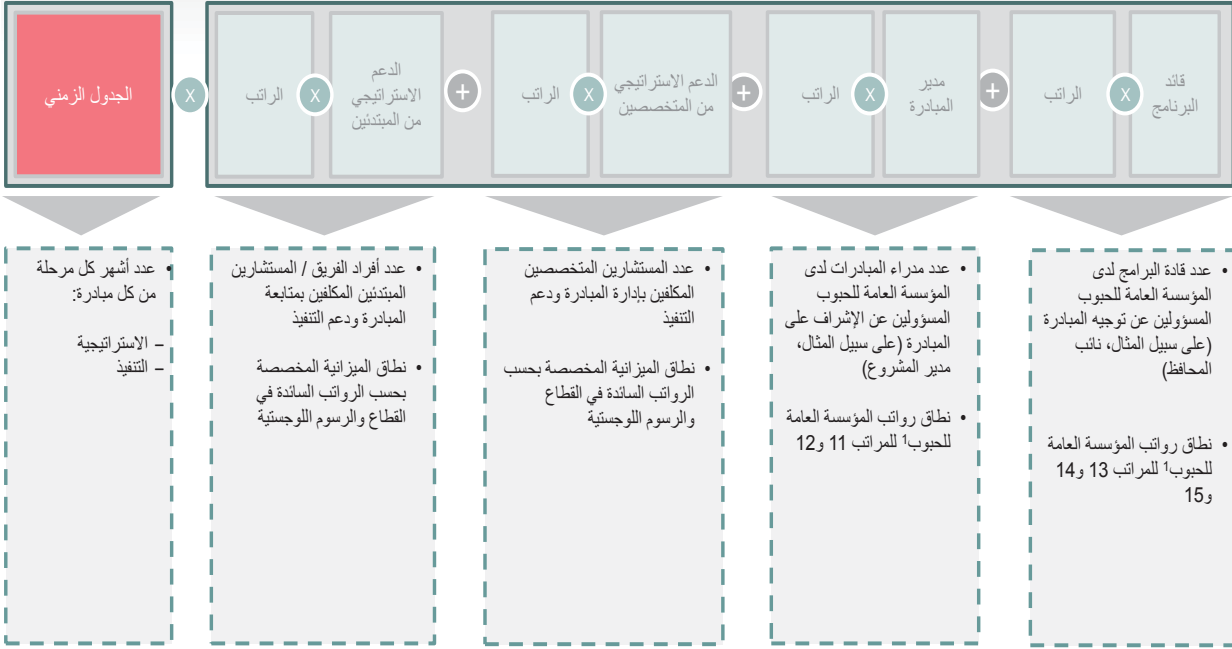 قائد
البرنامج
X
الراتب
+
مدير
المبادرة
X
الراتب
+
الدعم الاستراتيجي
من المتخصصين
X
الراتب
+
الدعم
الاستراتيجي
من المبتدئين
X
الراتب
X
الجدول الزمني
• عدد قادة البرامج لدى
المؤسسة العامة للحبوب
المسؤولين عن توجيه المبادرة
(على سبيل المثال، نائب
المحافظ)
• نطاق رواتب المؤسسة العامة
للحبوب¹ للمراتب 13 و14
و15
• عدد مدراء المبادرات لدى
المؤسسة العامة للحبوب
المسؤولين عن الإشراف على
المبادرة (على سبيل المثال،
مدير المشروع)
• نطاق رواتب المؤسسة العامة
للحبوب¹ للمراتب 11 و12
• عدد المستشارين المتخصصين
المكلفين بإدارة المبادرة ودعم
التنفيذ
• نطاق الميزانية المخصصة بحسب
الرواتب السائدة في القطاع
والرسوم اللوجستية
• عدد أفراد الفريق / المستشارين
المبتدئين المكلفين بمتابعة
المبادرة ودعم التنفيذ
• نطاق الميزانية المخصصة
بحسب الرواتب السائدة في
القطاع والرسوم اللوجستية
• عدد أشهر كل مرحلة
من كل مبادرة:
– الاستراتيجية
– التنفيذ